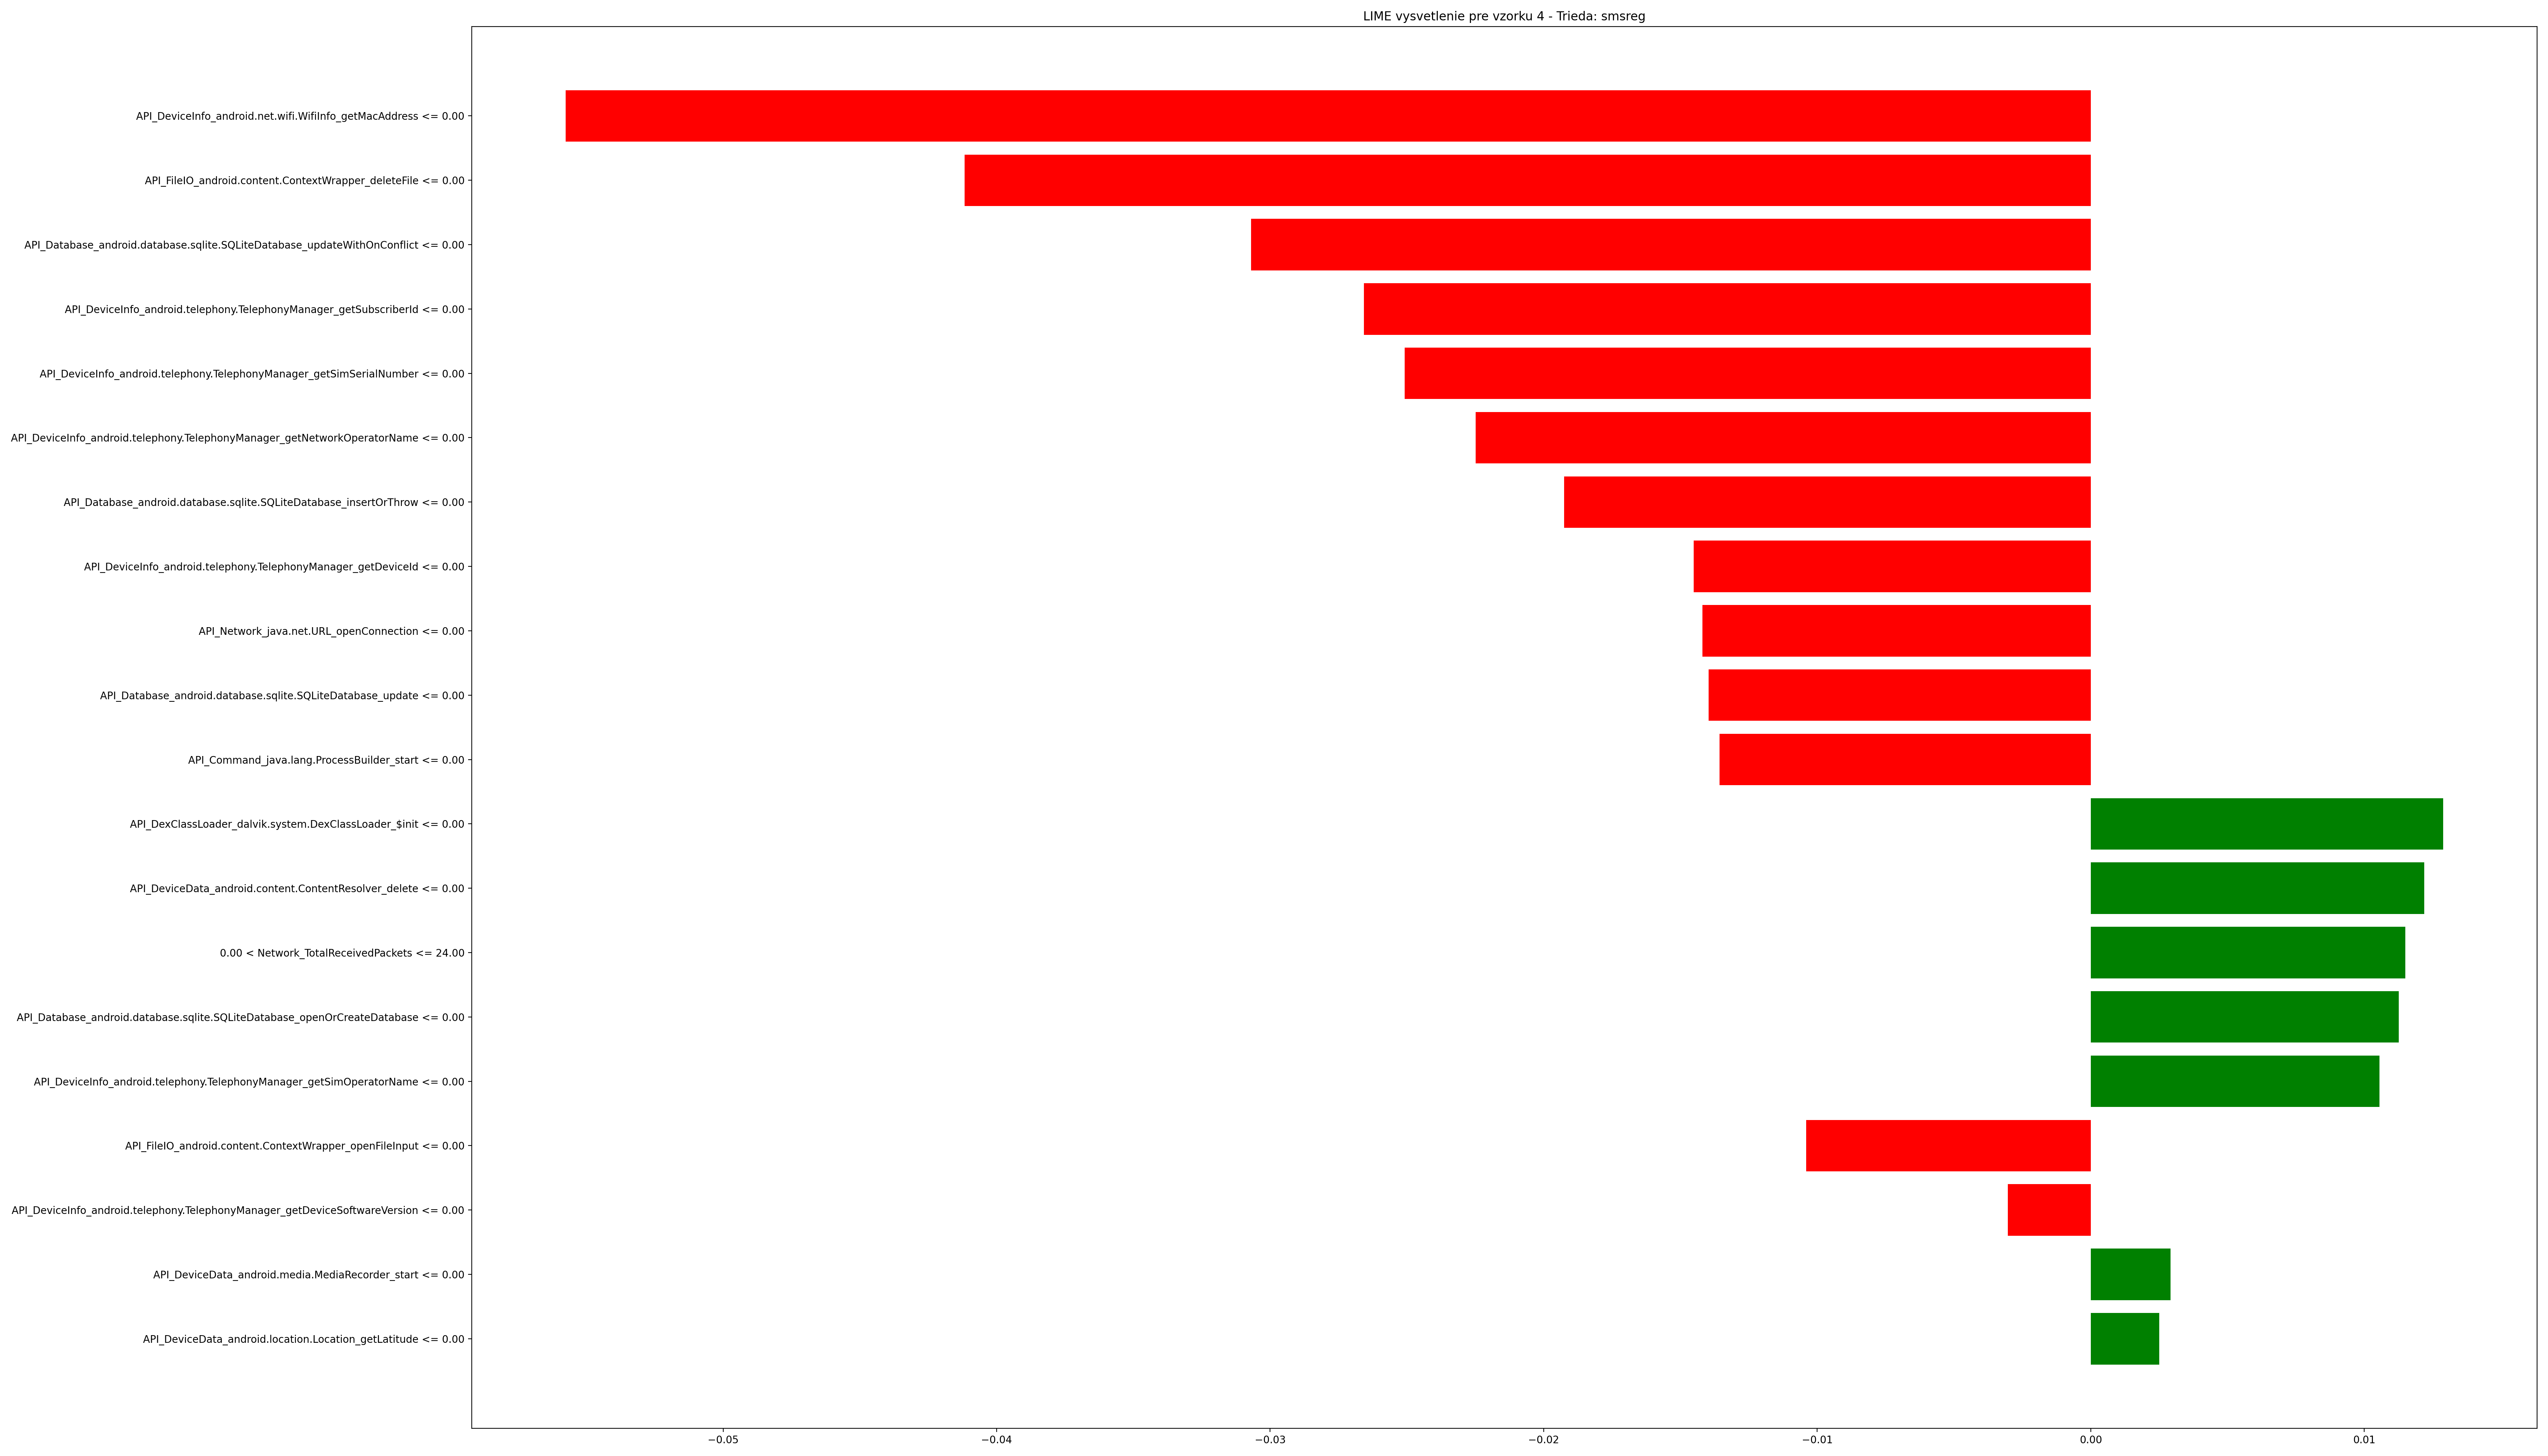 LIME vysvetlenie pre vzorku 4 - Trieda: smsreg
API_DeviceInfo_android.net.wifi.WifiInfo_getMacAddress <= 0.00
API_FileIO_android.content.ContextWrapper_deleteFile <= 0.00
API_Database_android.database.sqlite.SQLiteDatabase_updateWithOnConflict <= 0.00
API_DeviceInfo_android.telephony.TelephonyManager_getSubscriberId <= 0.00
API_DeviceInfo_android.telephony.TelephonyManager_getSimSerialNumber <= 0.00
API_DeviceInfo_android.telephony.TelephonyManager_getNetworkOperatorName <= 0.00
API_Database_android.database.sqlite.SQLiteDatabase_insertOrThrow <= 0.00
API_DeviceInfo_android.telephony.TelephonyManager_getDeviceId <= 0.00
API_Network_java.net.URL_openConnection <= 0.00
API_Database_android.database.sqlite.SQLiteDatabase_update <= 0.00
API_Command_java.lang.ProcessBuilder_start <= 0.00
API_DexClassLoader_dalvik.system.DexClassLoader_$init <= 0.00
API_DeviceData_android.content.ContentResolver_delete <= 0.00
0.00 < Network_TotalReceivedPackets <= 24.00
API_Database_android.database.sqlite.SQLiteDatabase_openOrCreateDatabase <= 0.00
API_DeviceInfo_android.telephony.TelephonyManager_getSimOperatorName <= 0.00
API_FileIO_android.content.ContextWrapper_openFileInput <= 0.00
API_DeviceInfo_android.telephony.TelephonyManager_getDeviceSoftwareVersion <= 0.00
API_DeviceData_android.media.MediaRecorder_start <= 0.00
API_DeviceData_android.location.Location_getLatitude <= 0.00
−0.05 −0.04 −0.03 −0.02 −0.01 0.00 0.01